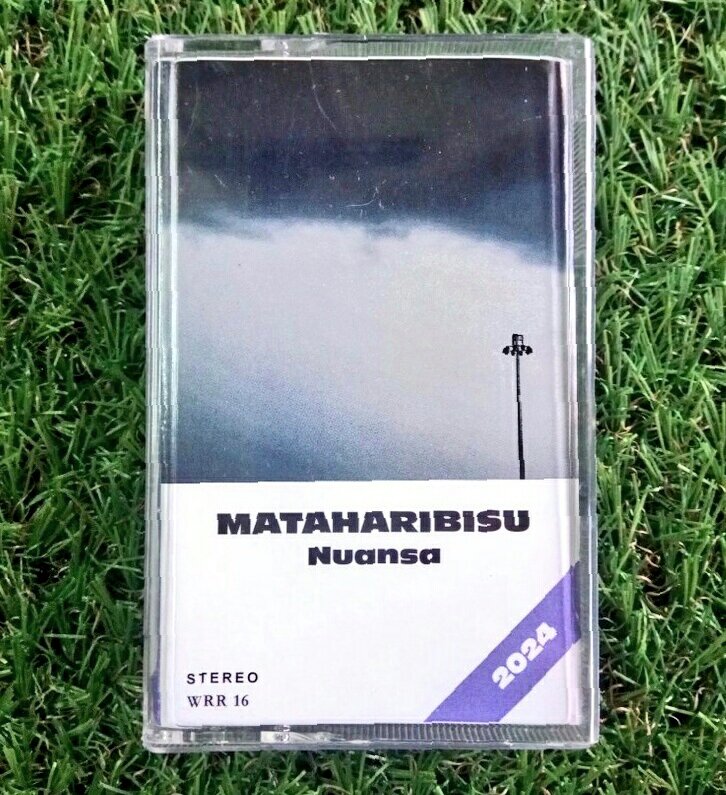 MATAHARIBISU
Nuansa
2024
STEREO
WRR 16